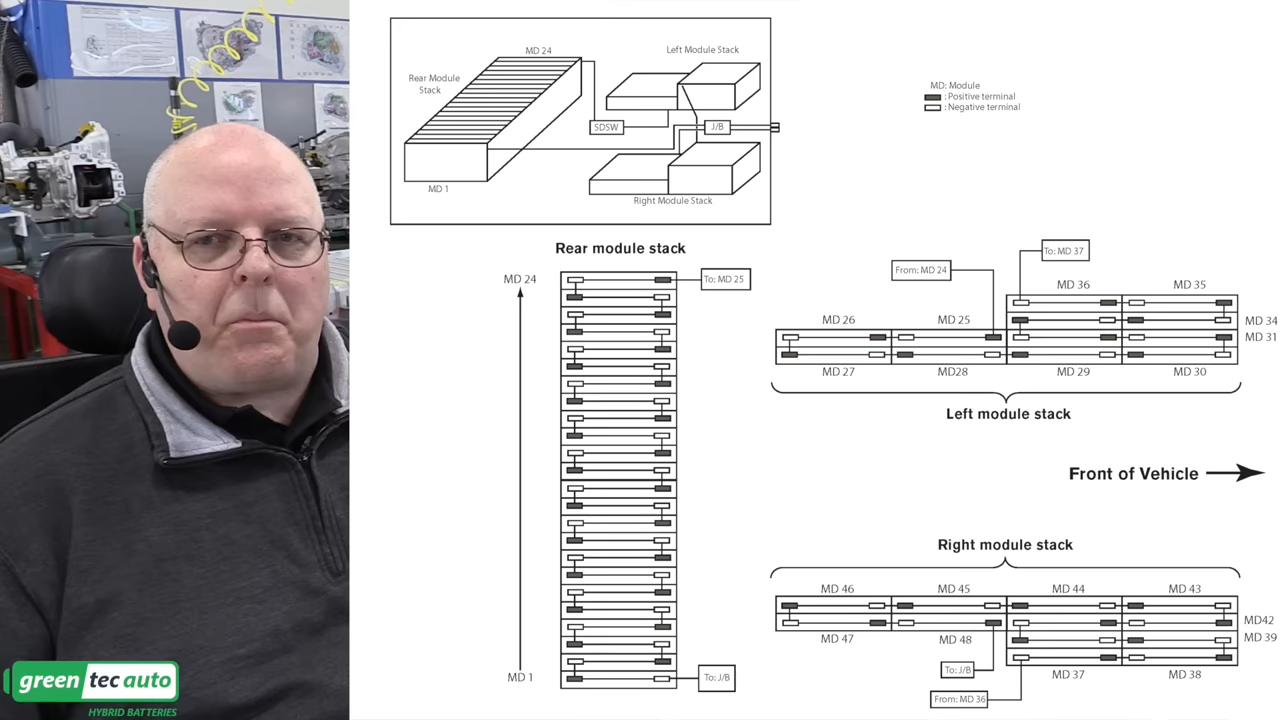 MD 24
Left Module Stack
Rear Module
Stack
SDSW
J/B
MD 1
Right Module Stack
MD: Module
: Positive terminal
: Negative terminal
Rear module stack
MD 24
To: MD 25
MD 1
To: J/B
To: MD 37
From: MD 24
MD 36
MD 35
MD 26
MD 25
MD 34
MD 31
MD 27
MD28
MD 29
MD 30
Left module stack
Front of Vehicle
Right module stack
MD 46
MD 45
MD 44
MD 43
MD42
MD 39
MD 47
MD 48
MD 37
MD 38
To: J/B
From: MD 36
green tec auto
HYBRID BATTERIES